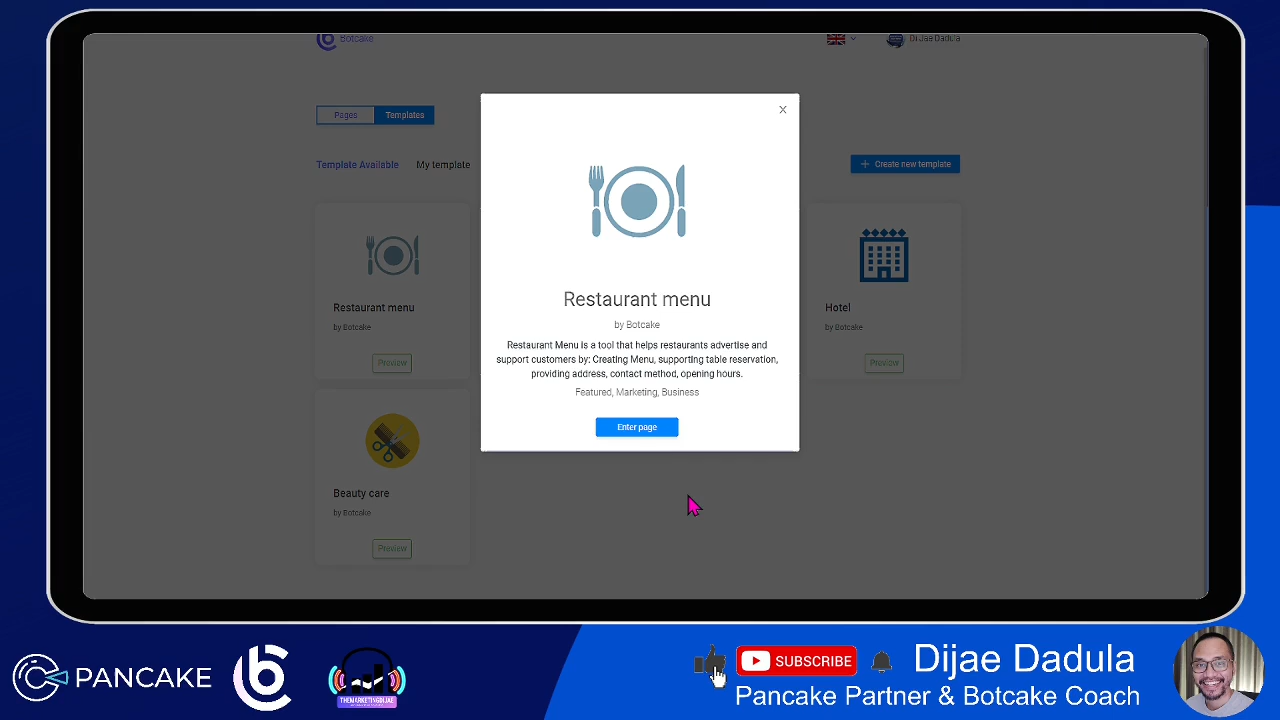 Botcake
Di Jae Dadula
Pages
Templates
Template Available
My template
+ Create new template
X
Restaurant menu
by Botcake
Restaurant Menu is a tool that helps restaurants advertise and
support customers by: Creating Menu, supporting table reservation,
providing address, contact method, opening hours.
Featured, Marketing, Business
Enter page
Restaurant menu
by Botcake
Preview
Hotel
by Botcake
Preview
Beauty care
by Botcake
Preview
PANCAKE
THEMARKETINGDIJAE
SUBSCRIBE
Dijae Dadula
Pancake Partner & Botcake Coach